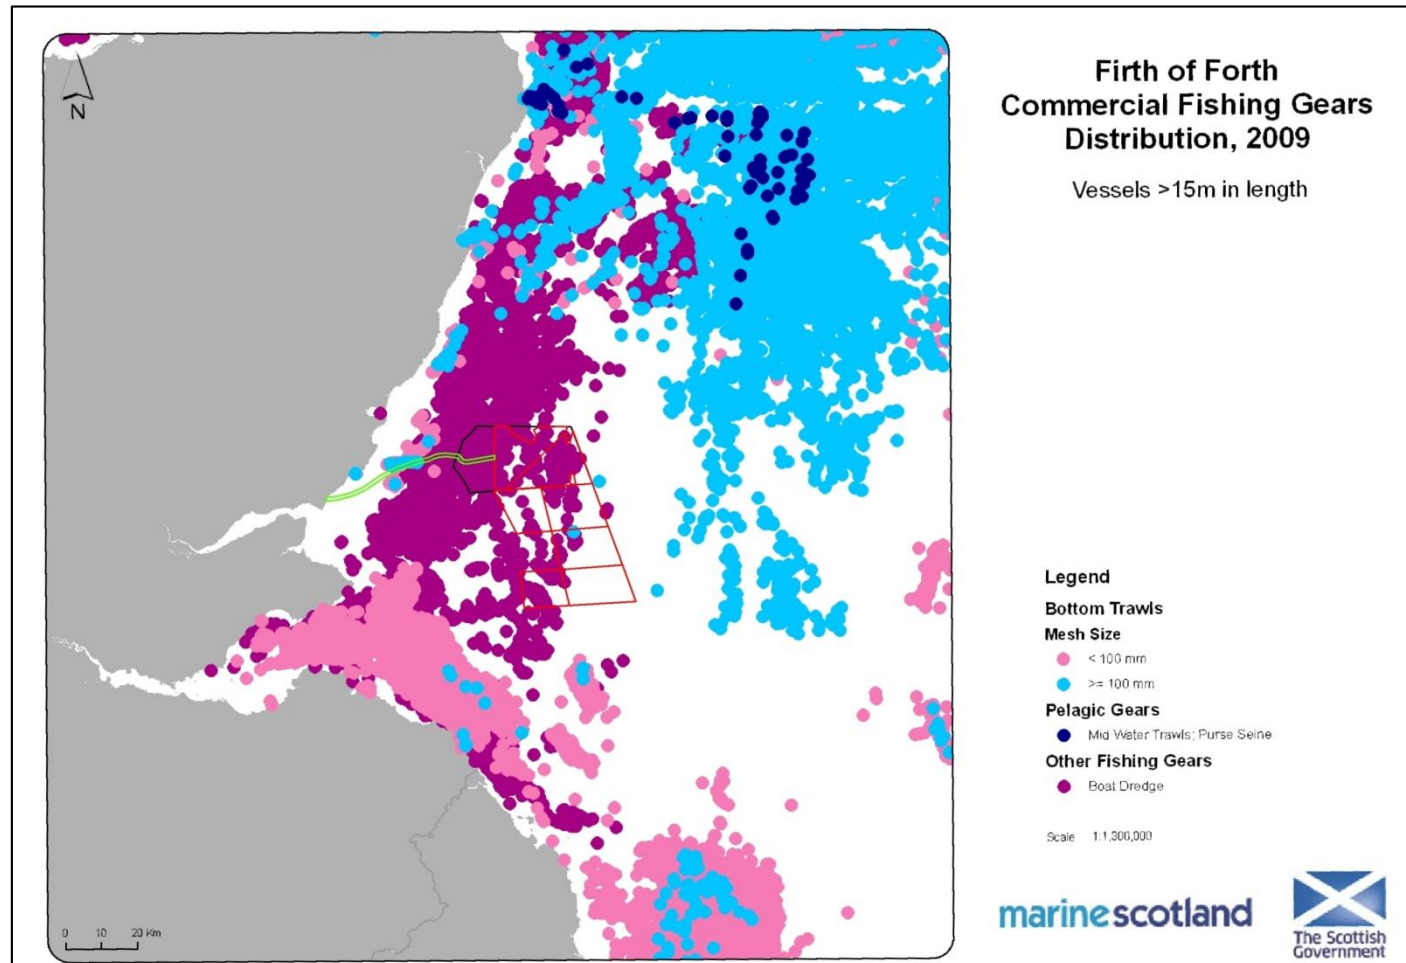 N
Firth of Forth
Commercial Fishing Gears
Distribution, 2009
Vessels >15m in length
Legend
Bottom Trawls
Mesh Size
< 100 mm
>= 100 mm
Pelagic Gears
Mid Water Trawls; Purse Seine
Other Fishing Gears
Boat Dredge
Scale 1:1,300,000
0 10 20 Km
marinescotland
The Scottish
Government